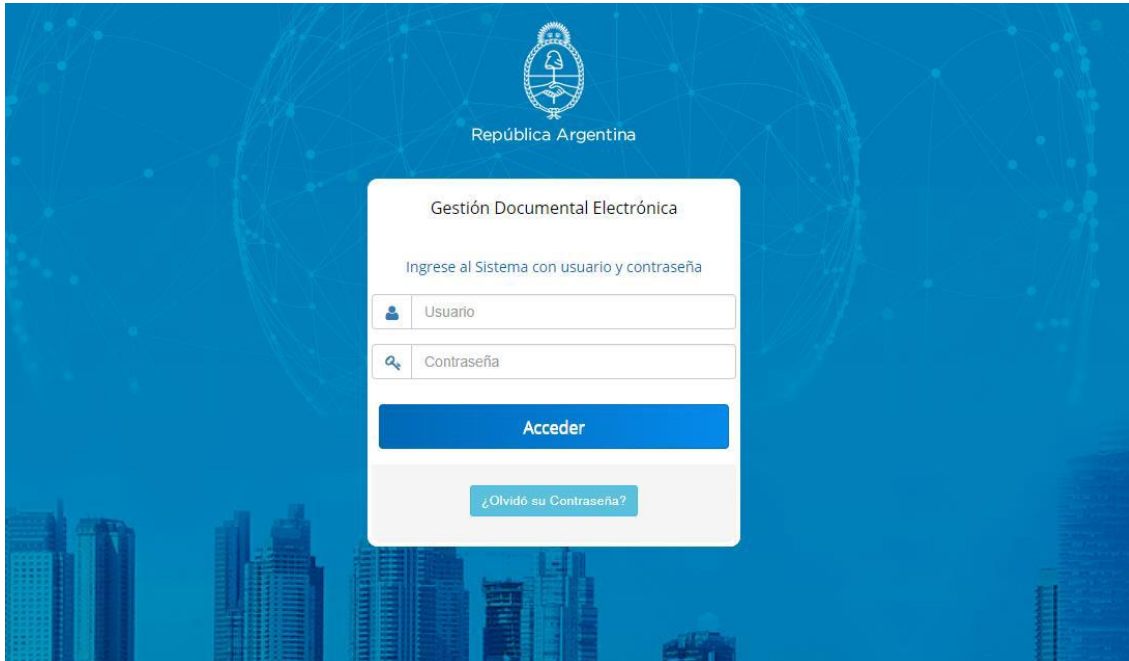 República Argentina
Gestión Documental Electrónica
Ingrese al Sistema con usuario y contraseña
Usuario
Contraseña
Acceder
¿Olvidó su Contraseña?